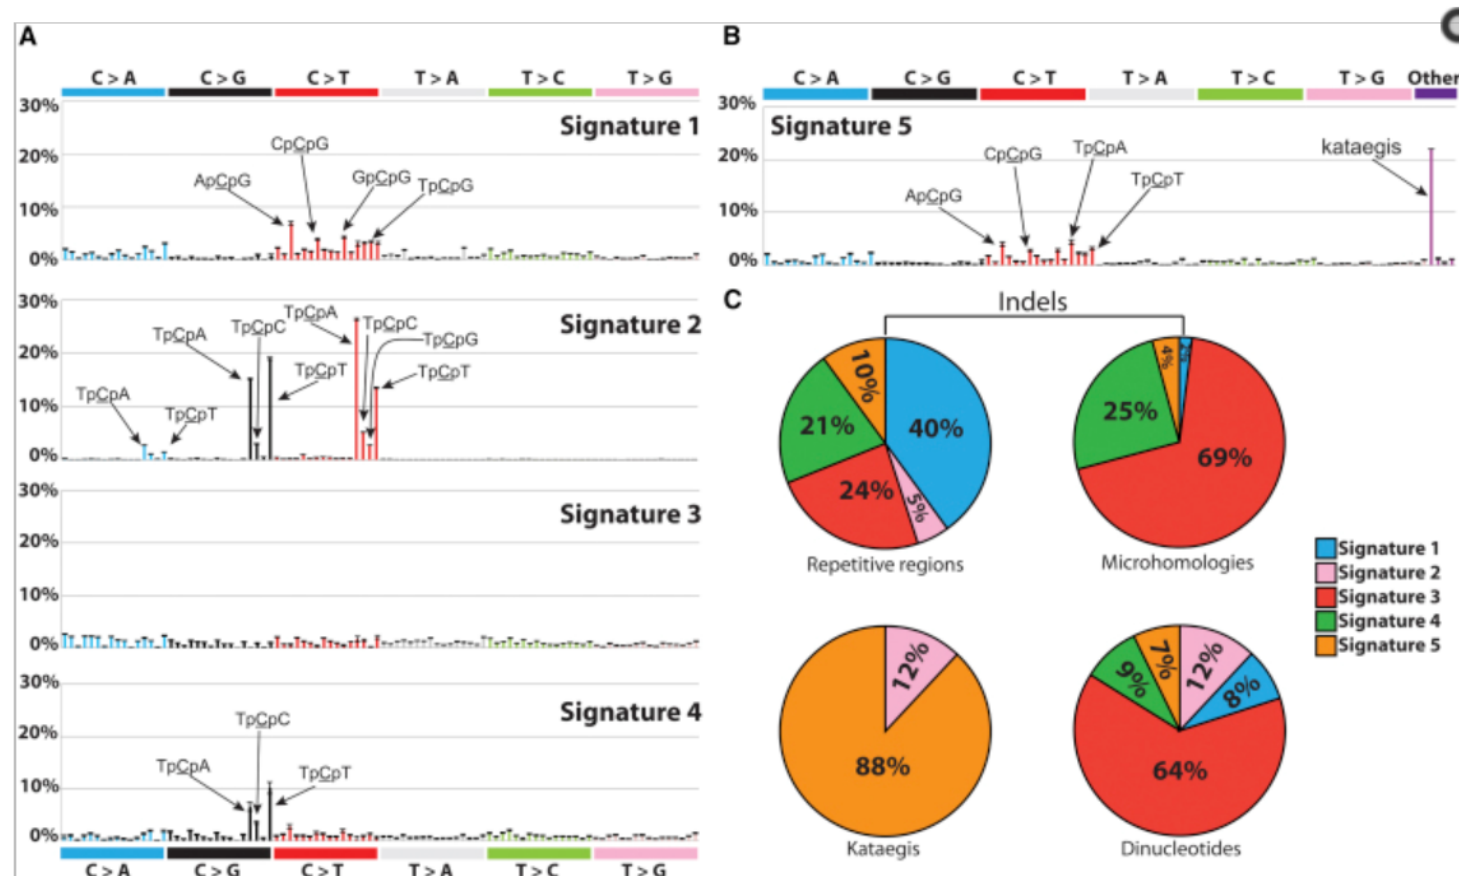 A
C > A C > G C > T T > A T > C T > G
30%
20%
10%
0%
Signature 1
CpCpG
ApCpG
GpCpG
TpCpG
30%
20%
10%
0%
Signature 2
TpCpA
TpCpC
TpCpA
TpCpC
TpCpG
TpCpA
TpCpT
TpCpT
TpCpT
30%
20%
10%
0%
Signature 3
30%
20%
10%
0%
Signature 4
TpCpC
TpCpA
TpCpT
C > A C > G C > T T > A T > C T > G
B
C > A C > G C > T T > A T > C T > G Other
30%
20%
10%
0%
Signature 5
CpCpG
TpCpA
ApCpG
TpCpT
kataegis
C
Indels
10%
21%
40%
24%
5%
Repetitive regions
4%
2%
25%
69%
Microhomologies
Signature 1
Signature 2
Signature 3
Signature 4
Signature 5
12%
88%
Kataegis
7%
12%
9%
8%
64%
Dinucleotides